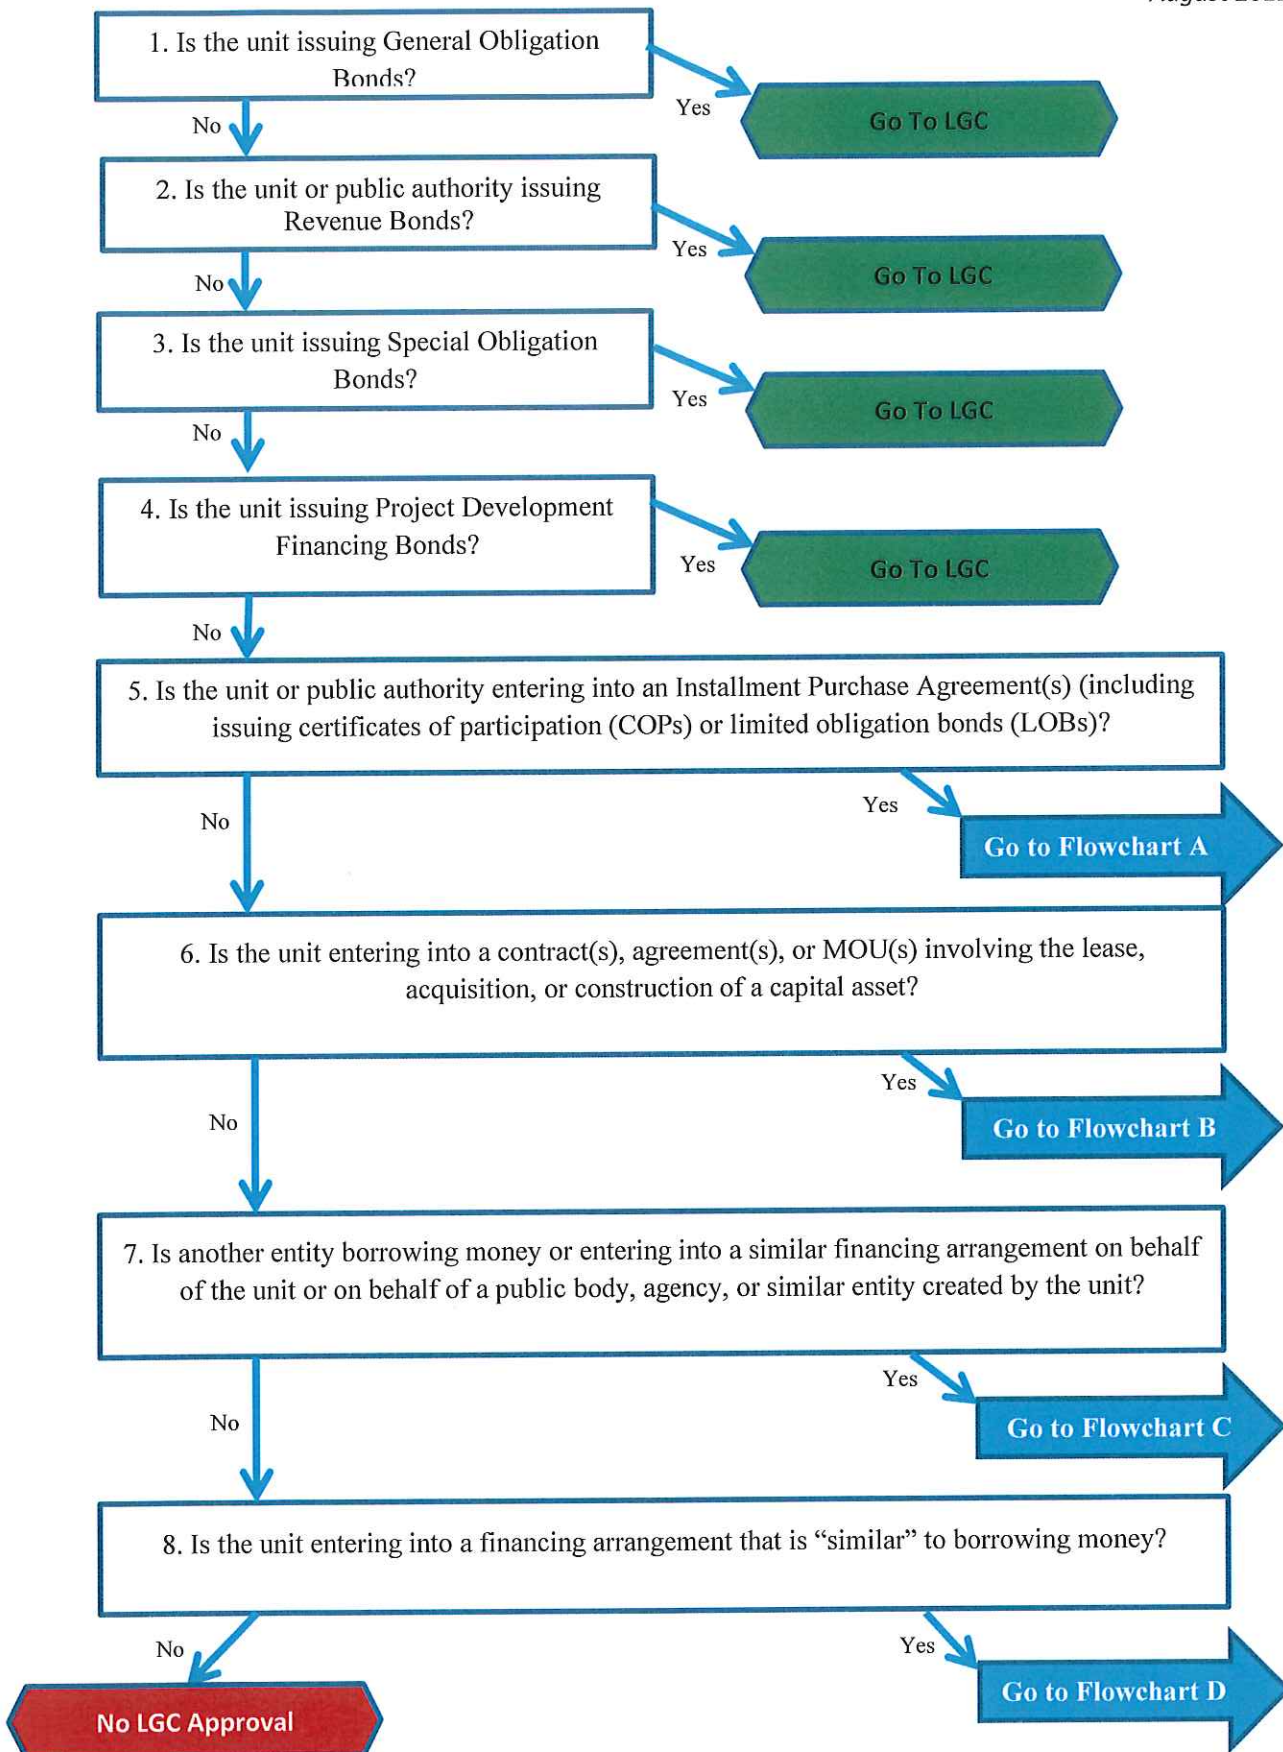 1. Is the unit issuing General Obligation
Bonds?
Yes
Go To LGC
No
2. Is the unit or public authority issuing
Revenue Bonds?
Yes
Go To LGC
No
3. Is the unit issuing Special Obligation
Bonds?
Yes
Go To LGC
No
4. Is the unit issuing Project Development
Financing Bonds?
Yes
Go To LGC
No
5. Is the unit or public authority entering into an Installment Purchase Agreement(s) (including
issuing certificates of participation (COPs) or limited obligation bonds (LOBs)?
Yes
No
Go to Flowchart A
6. Is the unit entering into a contract(s), agreement(s), or MOU(s) involving the lease,
acquisition, or construction of a capital asset?
Yes
No
Go to Flowchart B
7. Is another entity borrowing money or entering into a similar financing arrangement on behalf
of the unit or on behalf of a public body, agency, or similar entity created by the unit?
Yes
No
Go to Flowchart C
8. Is the unit entering into a financing arrangement that is “similar” to borrowing money?
No
Yes
Go to Flowchart D
No LGC Approval